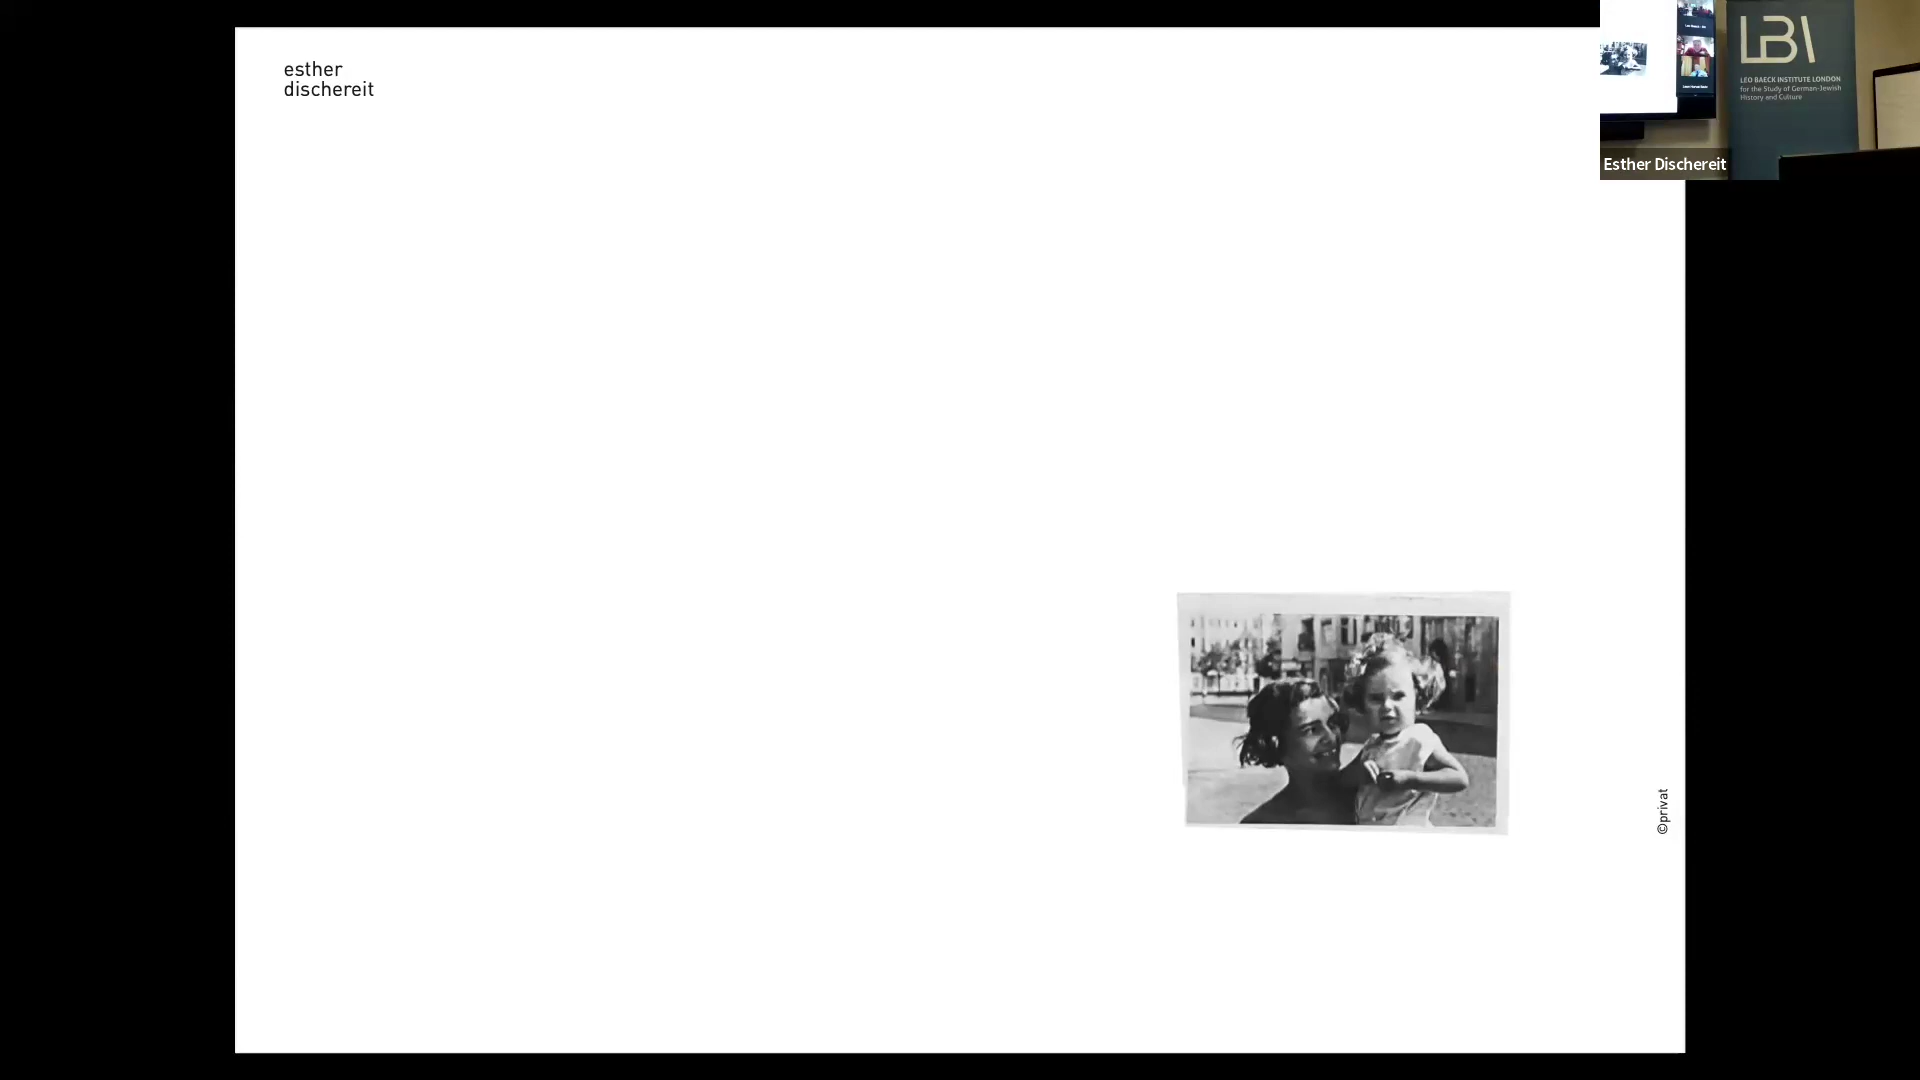 esther
dischereit
LBI
LEO BAECK INSTITUTE LONDON
for the Study of German-Jewish
History and Culture
Esther Dischereit
©privat